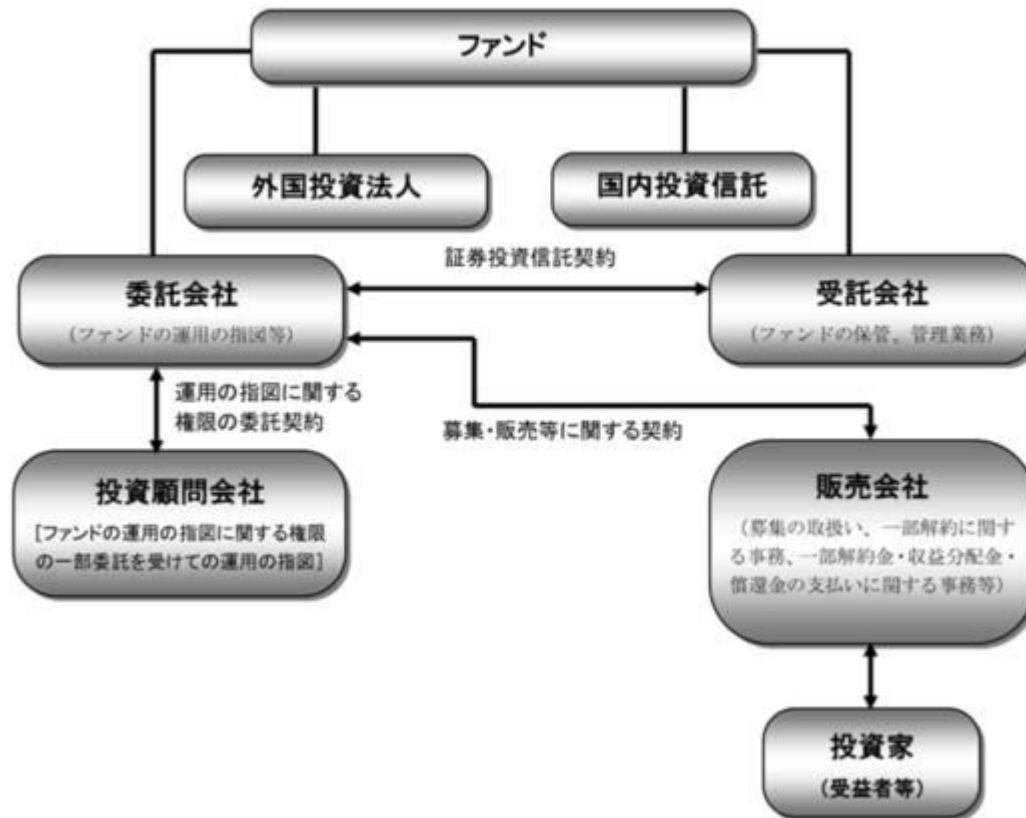 ファンド
外国投資法人
国内投資信託
証券投資信託契約
委託会社
（ファンドの運用の指図等）
受託会社
（ファンドの保管、管理業務）
運用の指図に関する
権限の委託契約
募集・販売等に関する契約
投資顧問会社
［ファンドの運用の指図に関する権限
の一部委託を受けての運用の指図］
販売会社
（募集の取扱い、一部解約に関す
る事務、一部解約金・収益分配金・
償還金の支払いに関する事務等）
投資家
（受益者等）